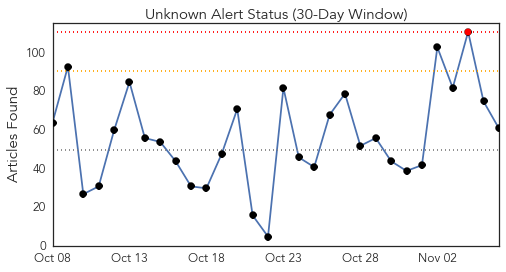 Unknown Alert Status (30-Day Window)
Articles Found
100
80
60
40
20
0
Oct 08 Oct 13 Oct 18 Oct 23 Oct 28 Nov 02